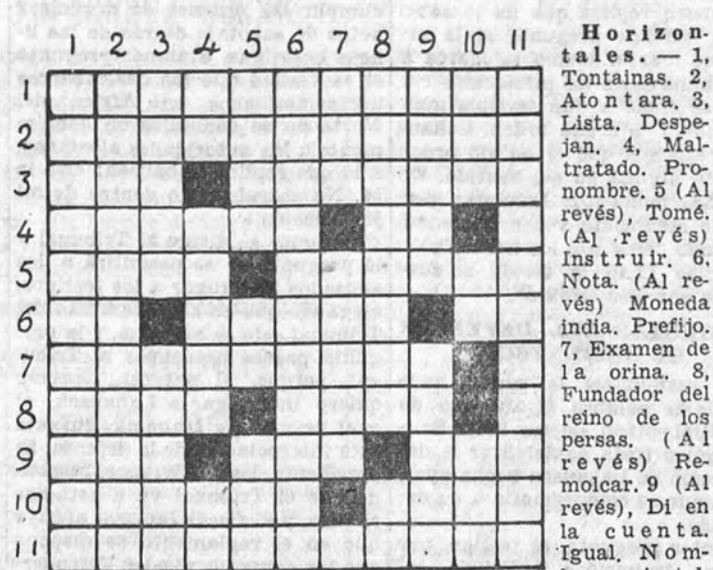 1 2 3 4 5 6 7 8 9 10 11
1
2
3
4
5
6
7
8
9
10
11
Horizon-
tales. — 1,
Tontainas. 2,
Atontara. 3,
Lista. Despe-
jan. 4, Mal-
tratado. Pro-
nombre. 5 (Al
revés), Tomé.
(Al revés)
Instruir. 6,
Nota. (Al re-
vés) Moneda
india. Prefijo.
7, Examen de
la orina. 8,
Fundador del
reino de los
persas. (Al
revés) Re-
volcar. 9 (Al
revés), Di en
la cuenta.
Igual. Nom-